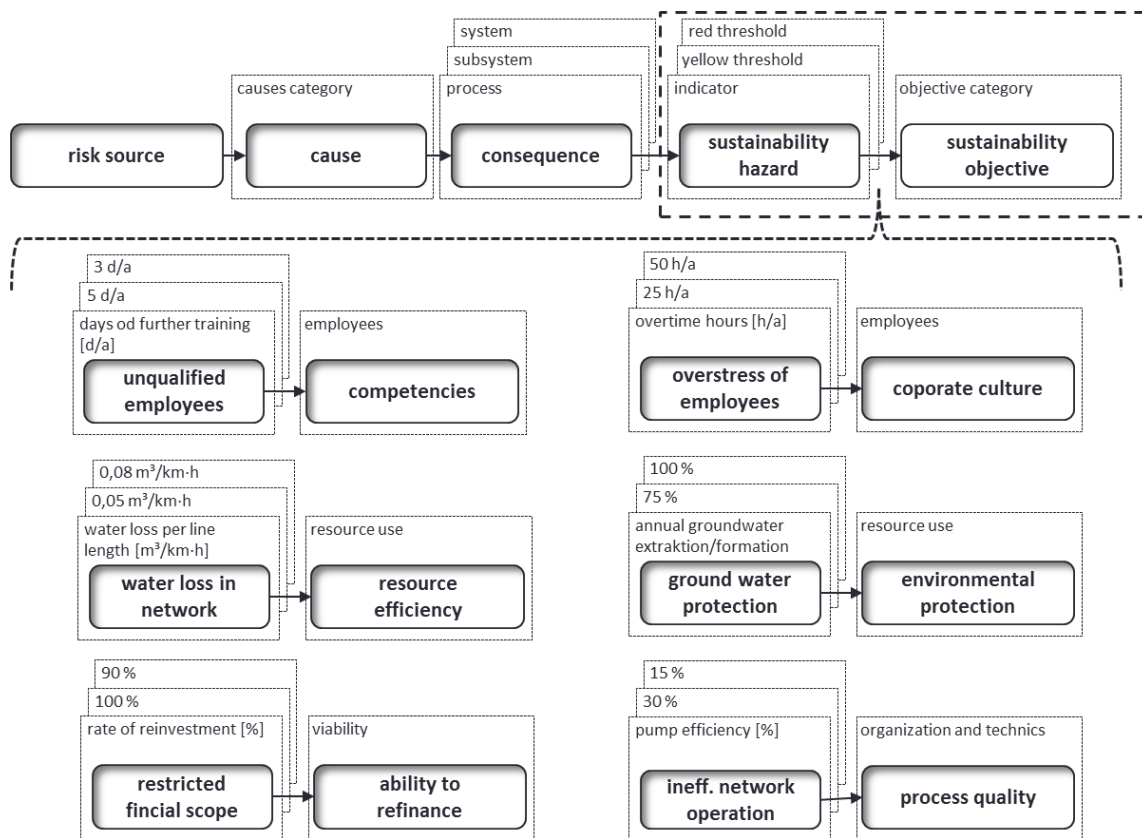 system
subsystem
process
causes category
red threshold
yellow threshold
indicator
objective category
risk source
cause
consequence
sustainability
hazard
sustainability
objective
3 d/a
5 d/a
days od further training
[d/a]
unqualified
employees
employees
competencies
50 h/a
25 h/a
overtime hours [h/a]
overstress of
employees
employees
coporate culture
0,08 m³/km·h
0,05 m³/km·h
water loss per line
length [m³/km·h]
water loss in
network
resource use
resource
efficiency
100 %
75 %
annual groundwater
extraktion/formation
ground water
protection
resource use
environmental
protection
90 %
100 %
rate of reinvestment [%]
restricted
fincial scope
viability
ability to
refinance
15 %
30 %
pump efficiency [%]
ineff. network
operation
organization and technics
process quality